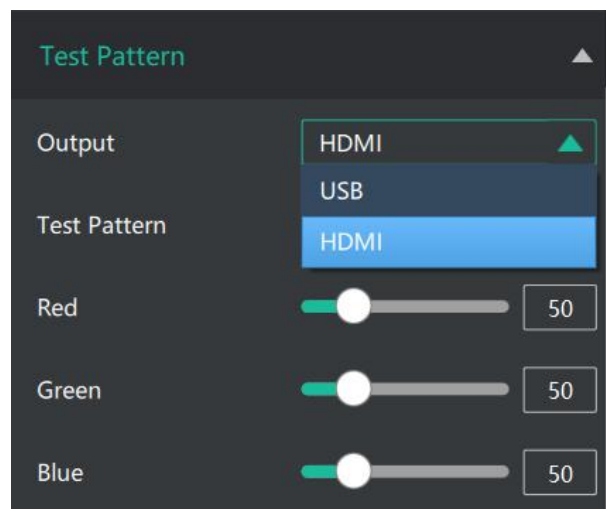 Test Pattern
Output HDMI
USB
Test Pattern
HDMI
Red 50
Green 50
Blue 50